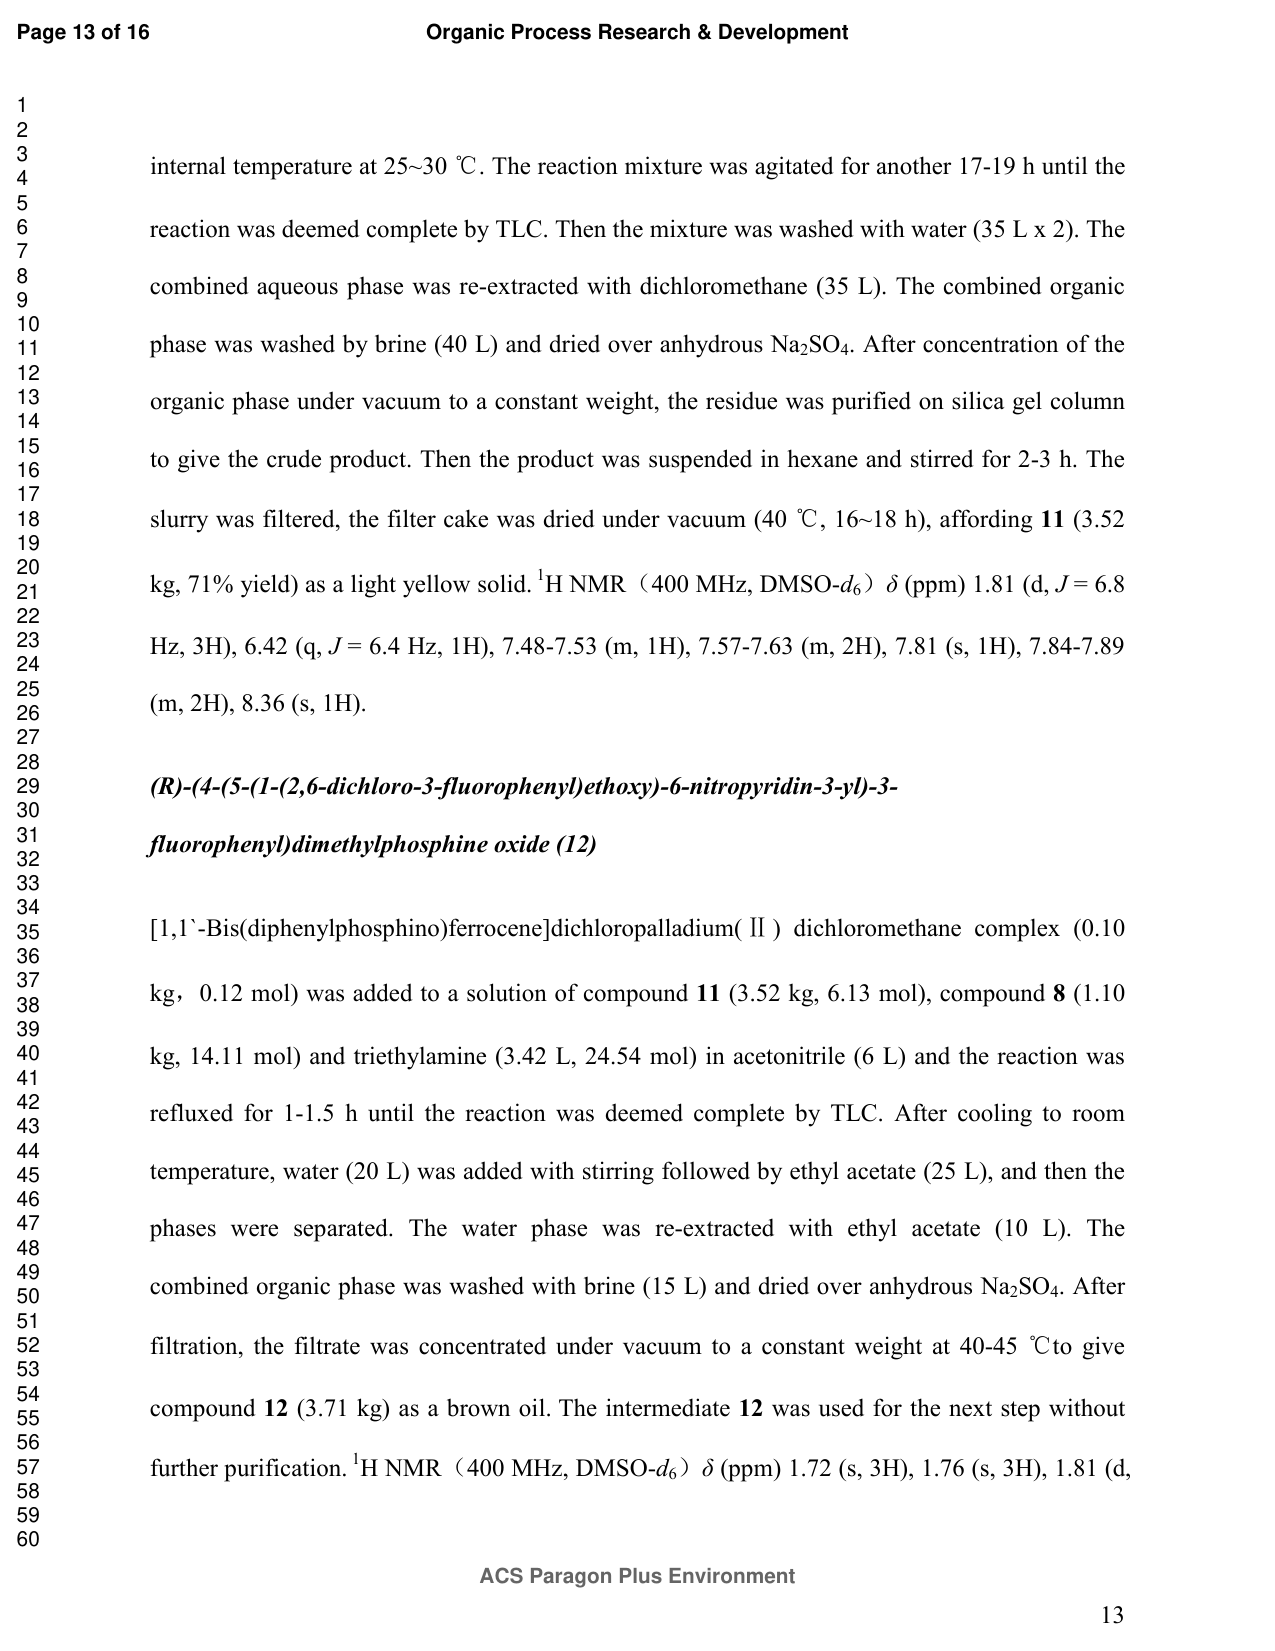 Page 13 of 16
Organic Process Research & Development
1
2
3
4
5
6
7
8
9
10
11
12
13
14
15
16
17
18
19
20
21
22
23
24
25
26
27
28
29
30
31
32
33
34
35
36
37
38
39
40
41
42
43
44
45
46
47
48
49
50
51
52
53
54
55
56
57
58
59
60
internal temperature at 25~30 ℃. The reaction mixture was agitated for another 17-19 h until the
reaction was deemed complete by TLC. Then the mixture was washed with water (35 L x 2). The
combined aqueous phase was re-extracted with dichloromethane (35 L). The combined organic
phase was washed by brine (40 L) and dried over anhydrous Na₂SO₄. After concentration of the
organic phase under vacuum to a constant weight, the residue was purified on silica gel column
to give the crude product. Then the product was suspended in hexane and stirred for 2-3 h. The
slurry was filtered, the filter cake was dried under vacuum (40 ℃, 16~18 h), affording 11 (3.52
kg, 71% yield) as a light yellow solid. ¹H NMR（400 MHz, DMSO-d₆）δ (ppm) 1.81 (d, J = 6.8
Hz, 3H), 6.42 (q, J = 6.4 Hz, 1H), 7.48-7.53 (m, 1H), 7.57-7.63 (m, 2H), 7.81 (s, 1H), 7.84-7.89
(m, 2H), 8.36 (s, 1H).
(R)-(4-(5-(1-(2,6-dichloro-3-fluorophenyl)ethoxy)-6-nitropyridin-3-yl)-3-
fluorophenyl)dimethylphosphine oxide (12)
[1,1`-Bis(diphenylphosphino)ferrocene]dichloropalladium(Ⅱ) dichloromethane complex (0.10
kg，0.12 mol) was added to a solution of compound 11 (3.52 kg, 6.13 mol), compound 8 (1.10
kg, 14.11 mol) and triethylamine (3.42 L, 24.54 mol) in acetonitrile (6 L) and the reaction was
refluxed for 1-1.5 h until the reaction was deemed complete by TLC. After cooling to room
temperature, water (20 L) was added with stirring followed by ethyl acetate (25 L), and then the
phases were separated. The water phase was re-extracted with ethyl acetate (10 L). The
combined organic phase was washed with brine (15 L) and dried over anhydrous Na₂SO₄. After
filtration, the filtrate was concentrated under vacuum to a constant weight at 40-45 ℃to give
compound 12 (3.71 kg) as a brown oil. The intermediate 12 was used for the next step without
further purification. ¹H NMR（400 MHz, DMSO-d₆）δ (ppm) 1.72 (s, 3H), 1.76 (s, 3H), 1.81 (d,
ACS Paragon Plus Environment
13